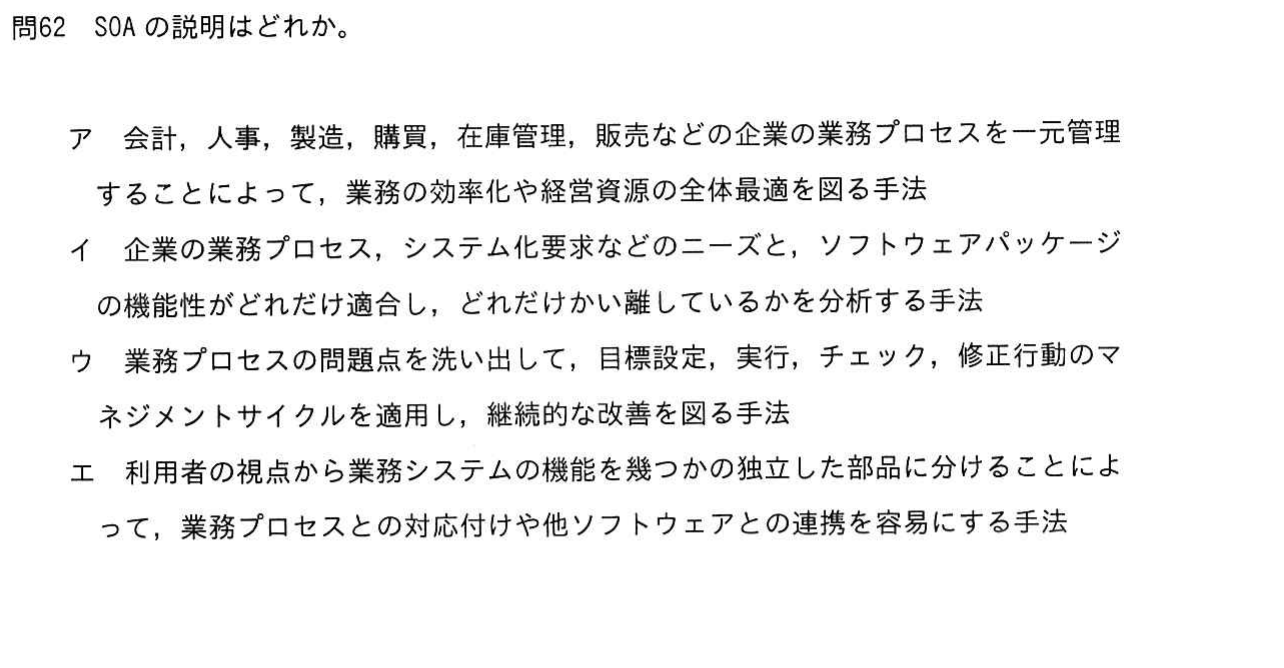 問62　SOA の説明はどれか。
ア　会計，人事，製造，購買，在庫管理，販売などの企業の業務プロセスを一元管理
することによって，業務の効率化や経営資源の全体最適を図る手法
イ　企業の業務プロセス，システム化要求などのニーズと，ソフトウェアパッケージ
の機能性がどれだけ適合し，どれだけかい離しているかを分析する手法
ウ　業務プロセスの問題点を洗い出して，目標設定，実行，チェック，修正行動のマ
ネジメントサイクルを適用し，継続的な改善を図る手法
エ　利用者の視点から業務システムの機能を幾つかの独立した部品に分けることによ
って，業務プロセスとの対応付けや他ソフトウェアとの連携を容易にする手法